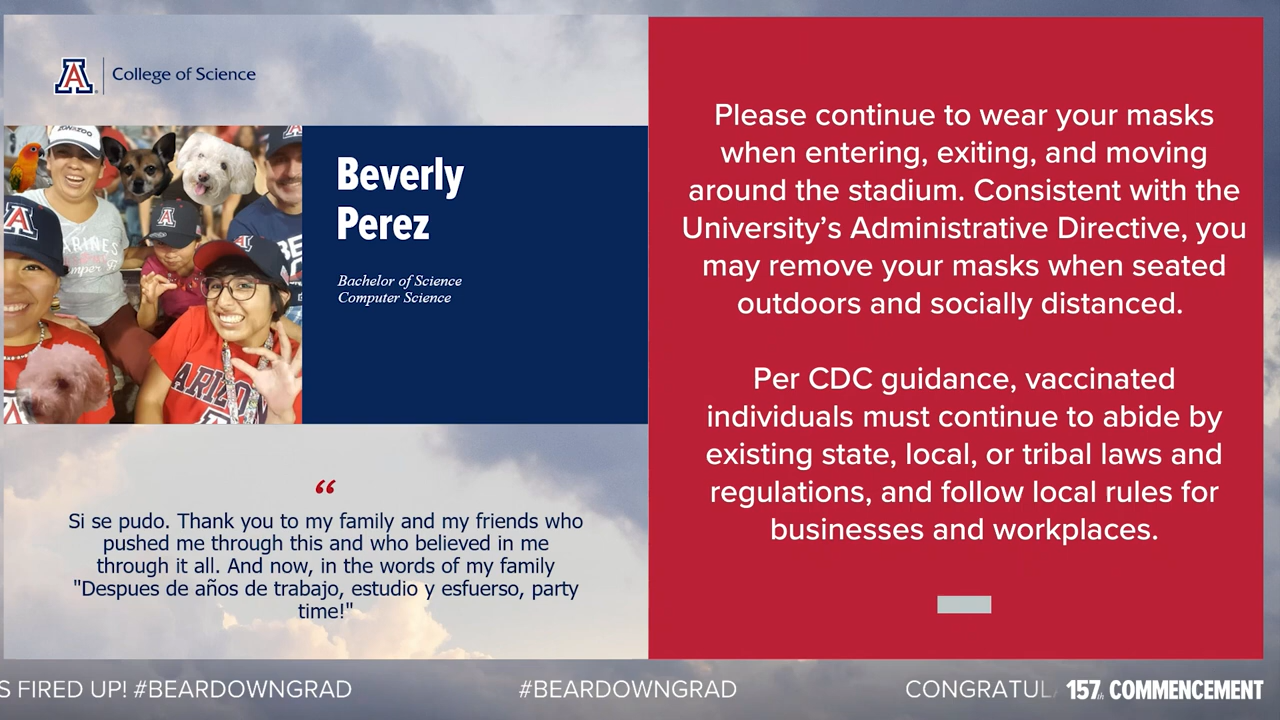 A College of Science
Beverly
Perez
Bachelor of Science
Computer Science
ARIZO
“
Si se pudo. Thank you to my family and my friends who
pushed me through this and who believed in me
through it all. And now, in the words of my family
"Despues de años de trabajo, estudio y esfuerso, party
time!"
Please continue to wear your masks
when entering, exiting, and moving
around the stadium. Consistent with the
University’s Administrative Directive, you
may remove your masks when seated
outdoors and socially distanced.
Per CDC guidance, vaccinated
individuals must continue to abide by
existing state, local, or tribal laws and
regulations, and follow local rules for
businesses and workplaces.
S FIRED UP! #BEARDOWNGRAD #BEARDOWNGRAD CONGRATUL 157th COMMENCEMENT